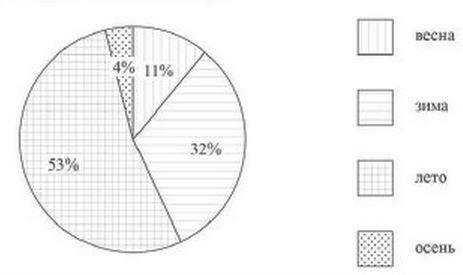 4%
11%
32%
53%
весна
зима
лето
осень